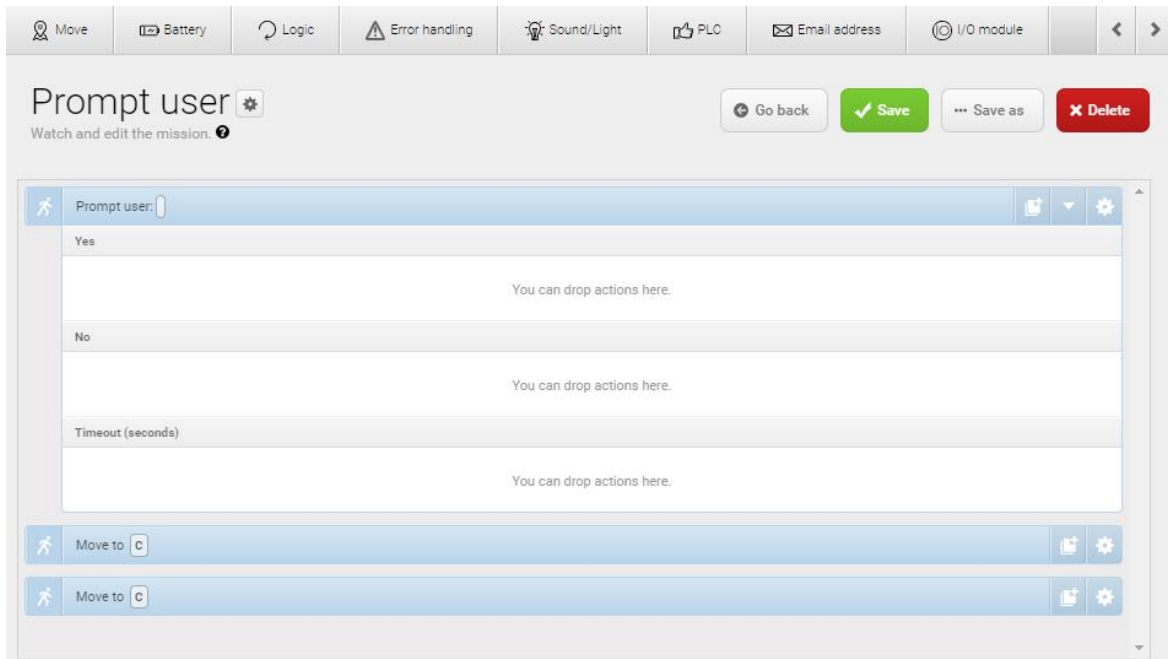 Move Battery Logic Error handling Sound/Light PLC Email address I/O module
Prompt user
Go back Save Save as Delete
Watch and edit the mission.
Prompt user:
Yes
You can drop actions here.
No
You can drop actions here.
Timeout (seconds)
You can drop actions here.
Move to C
Move to C